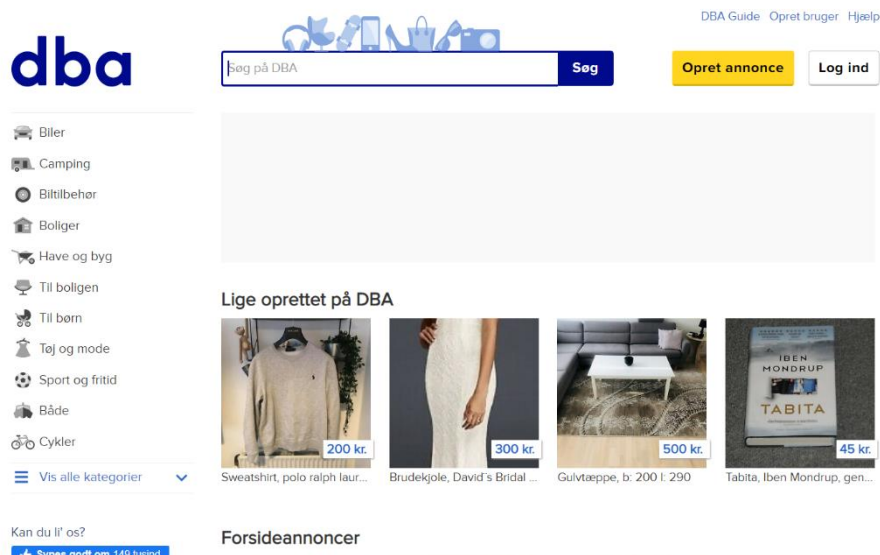 DBA Guide Opret bruger Hjælp
dba
Søg på DBA
Søg
Opret annonce
Log ind
Biler
Camping
Biltilbehør
Boliger
Have og byg
Til boligen
Til børn
Tøj og mode
Sport og fritid
Både
Cykler
Vis alle kategorier
Kan du li' os?
Synes godt om 149 tusind
Lige oprettet på DBA
200 kr.
Sweatshirt, polo ralph laur...
300 kr.
Brudekjole, David´s Bridal ...
500 kr.
Gulvtæppe, b: 200 l: 290
IBEN
MONDRUP
TABITA
45 kr.
Tabita, Iben Mondrup, gen...
Forsideannoncer